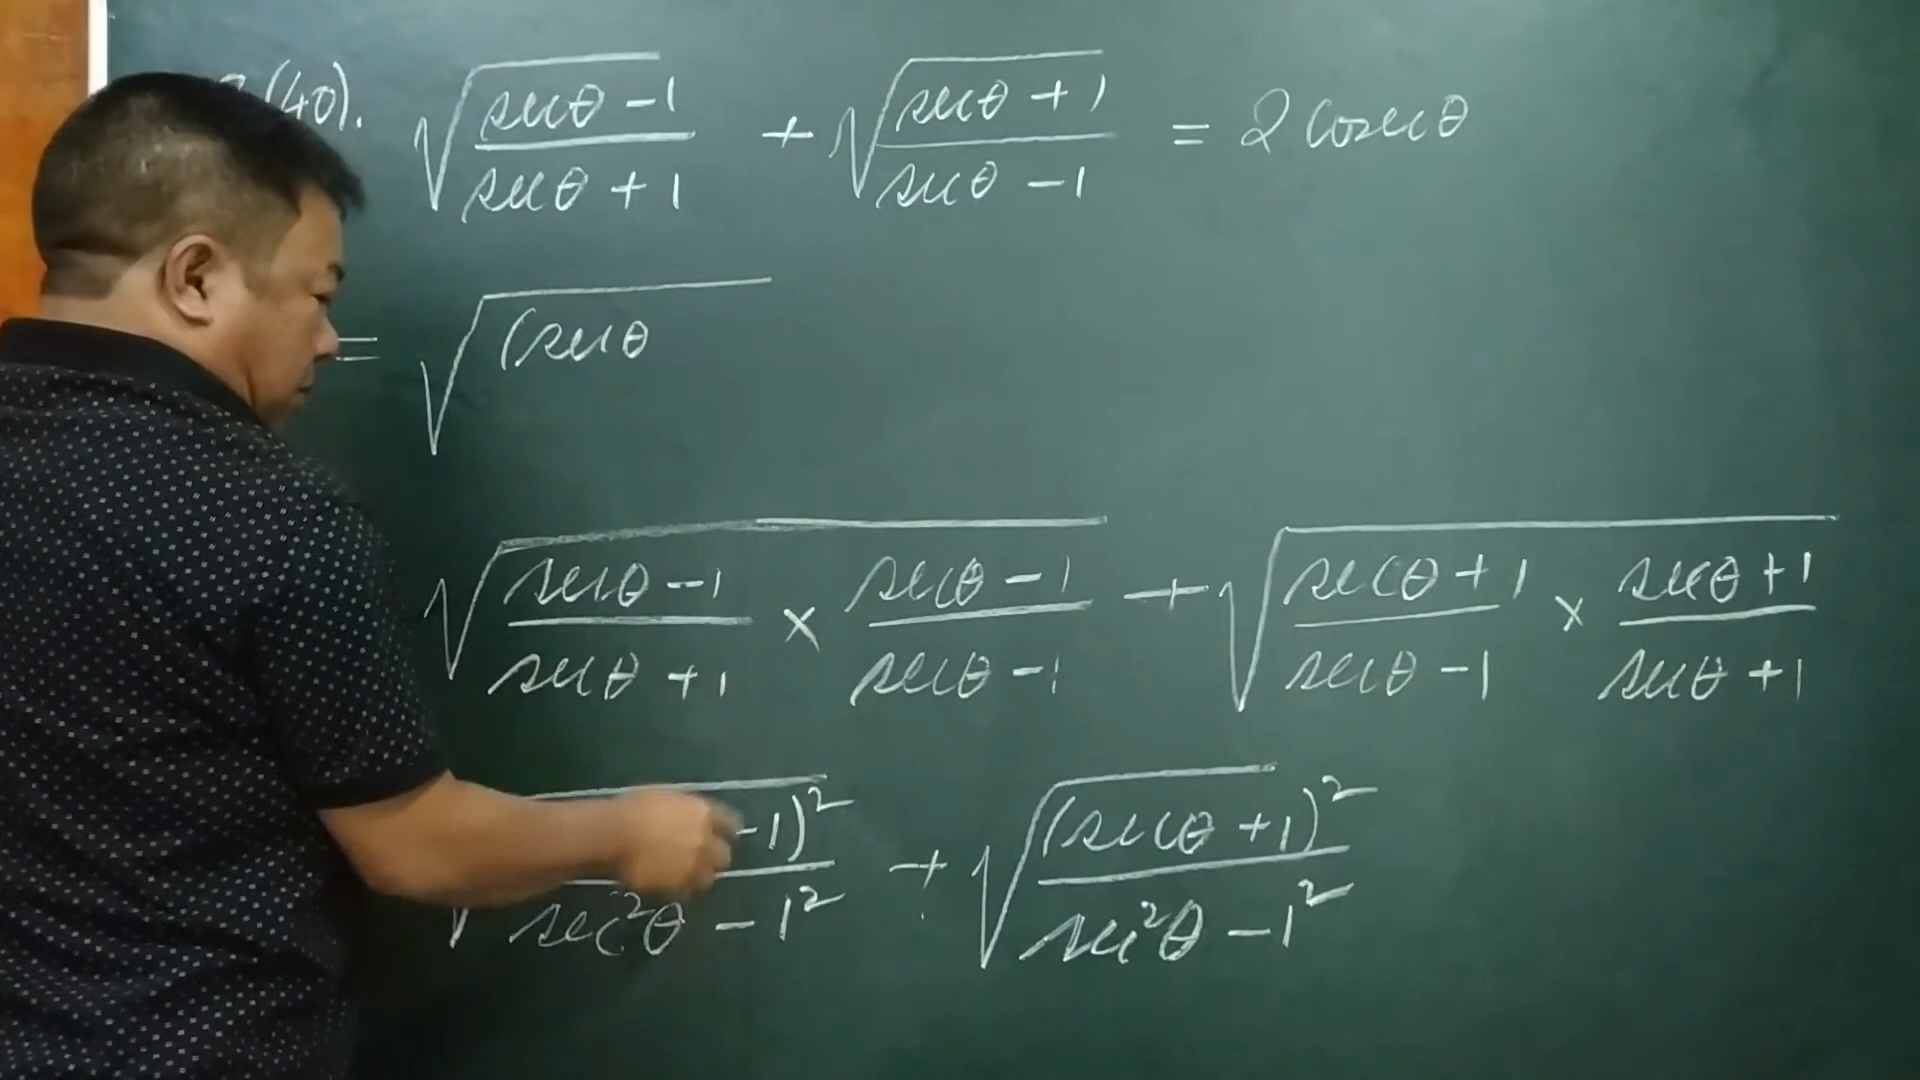 (40). √((secθ - 1)/(secθ + 1)) + √((secθ + 1)/(secθ - 1)) = 2 cosecθ
= √((secθ
√((secθ - 1)/(secθ + 1) × (secθ - 1)/(secθ - 1)) + √((secθ + 1)/(secθ - 1) × (secθ + 1)/(secθ + 1))
√(-1)²/(sec²θ - 1²) + √((secθ + 1)²/(sec²θ - 1²))